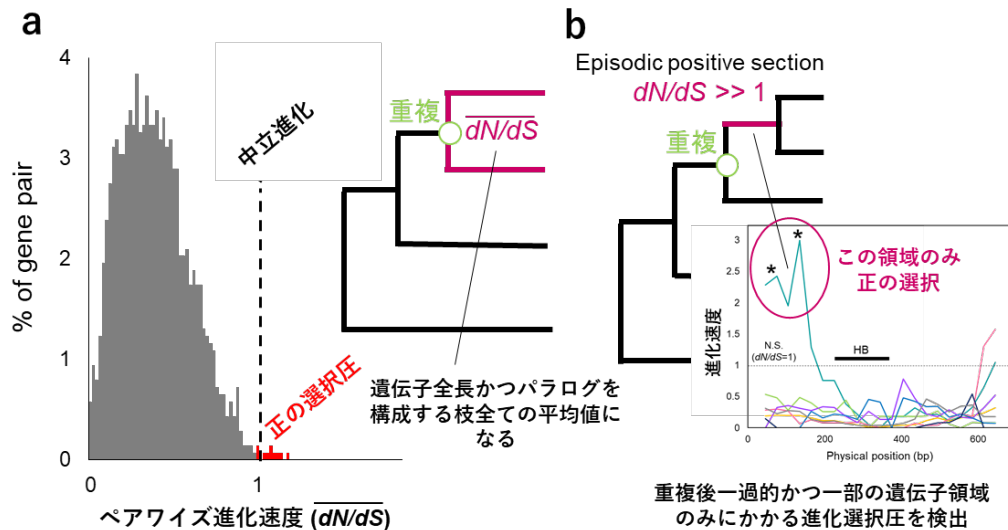 a
4
3
2
1
0
% of gene pair
0
1
ペアワイズ進化速度 (dN/dS)
中立進化
正の選択圧
重複
dN/dS
遺伝子全長かつパラログを
構成する枝全ての平均値に
なる
b
Episodic positive section
dN/dS >> 1
重複
進化速度
3
2.5
2
1.5
1
0.5
0.2
0
* *
この領域のみ
正の選択
N.S.
(dN/dS=1)
HB
0
200
400
600
Physical position (bp)
重複後一過的かつ一部の遺伝子領域
のみにかかる進化選択圧を検出